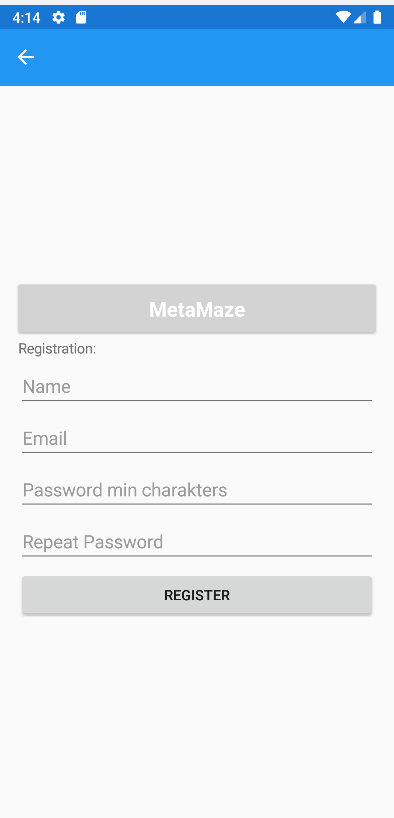 4:14
MetaMaze
Registration:
Name
Email
Password min charakters
Repeat Password
REGISTER